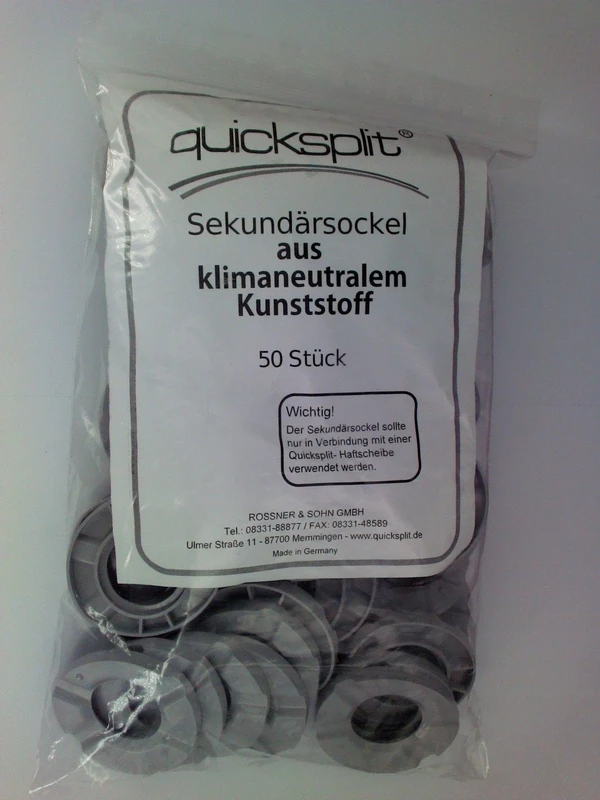 quicksplit®
Sekundärsockel
aus
klimaneutralem
Kunststoff
50 Stück
Wichtig!
Der Sekundärsockel sollte
nur in Verbindung mit einer
Quicksplit- Haftscheibe
verwendet werden.
ROSSNER & SOHN GMBH
Tel.: 08331-88877 / FAX: 08331-48589
Ulmer Straße 11 - 87700 Memmingen - www.quicksplit.de
Made in Germany